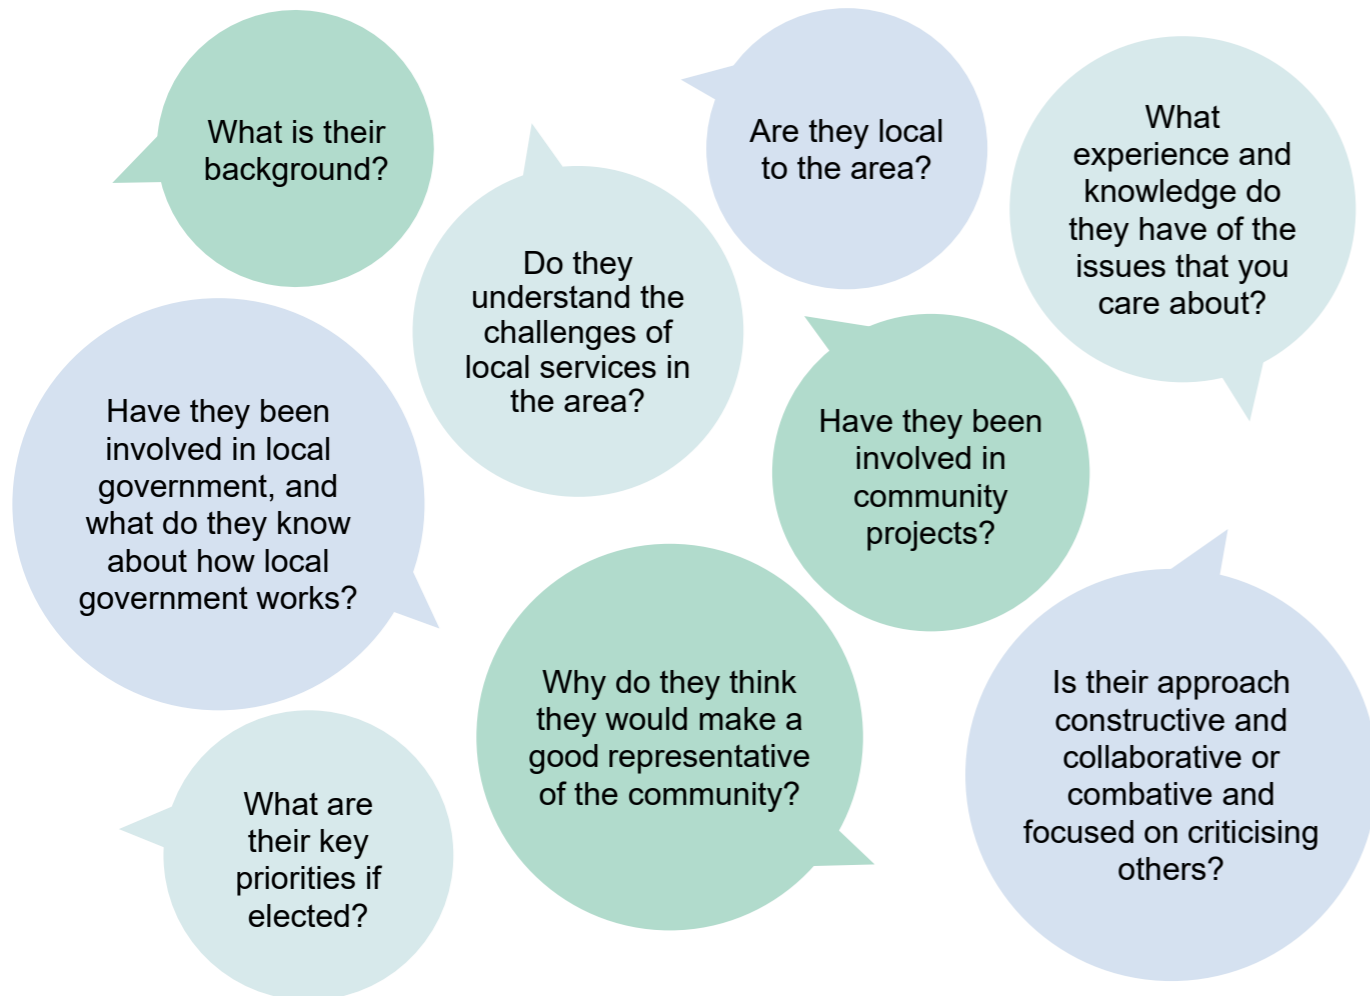 What is their
background?
Are they local
to the area?
What
experience and
knowledge do
they have of the
issues that you
care about?
Do they
understand the
challenges of
local services in
the area?
Have they been
involved in local
government, and
what do they know
about how local
government works?
Have they been
involved in
community
projects?
Why do they think
they would make a
good representative
of the community?
Is their approach
constructive and
collaborative or
combative and
focused on criticising
others?
What are
their key
priorities if
elected?